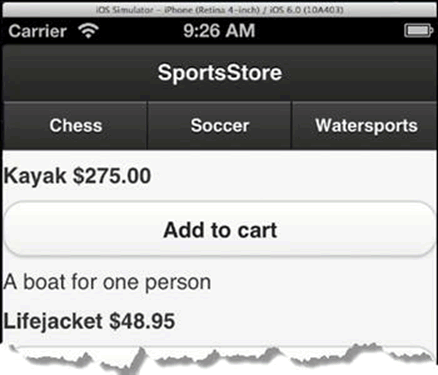 iOS Simulator - iPhone (Retina 4-inch) / iOS 6.0 (10A403)
Carrier 9:26 AM
SportsStore
Chess Soccer Watersports
Kayak $275.00
Add to cart
A boat for one person
Lifejacket $48.95